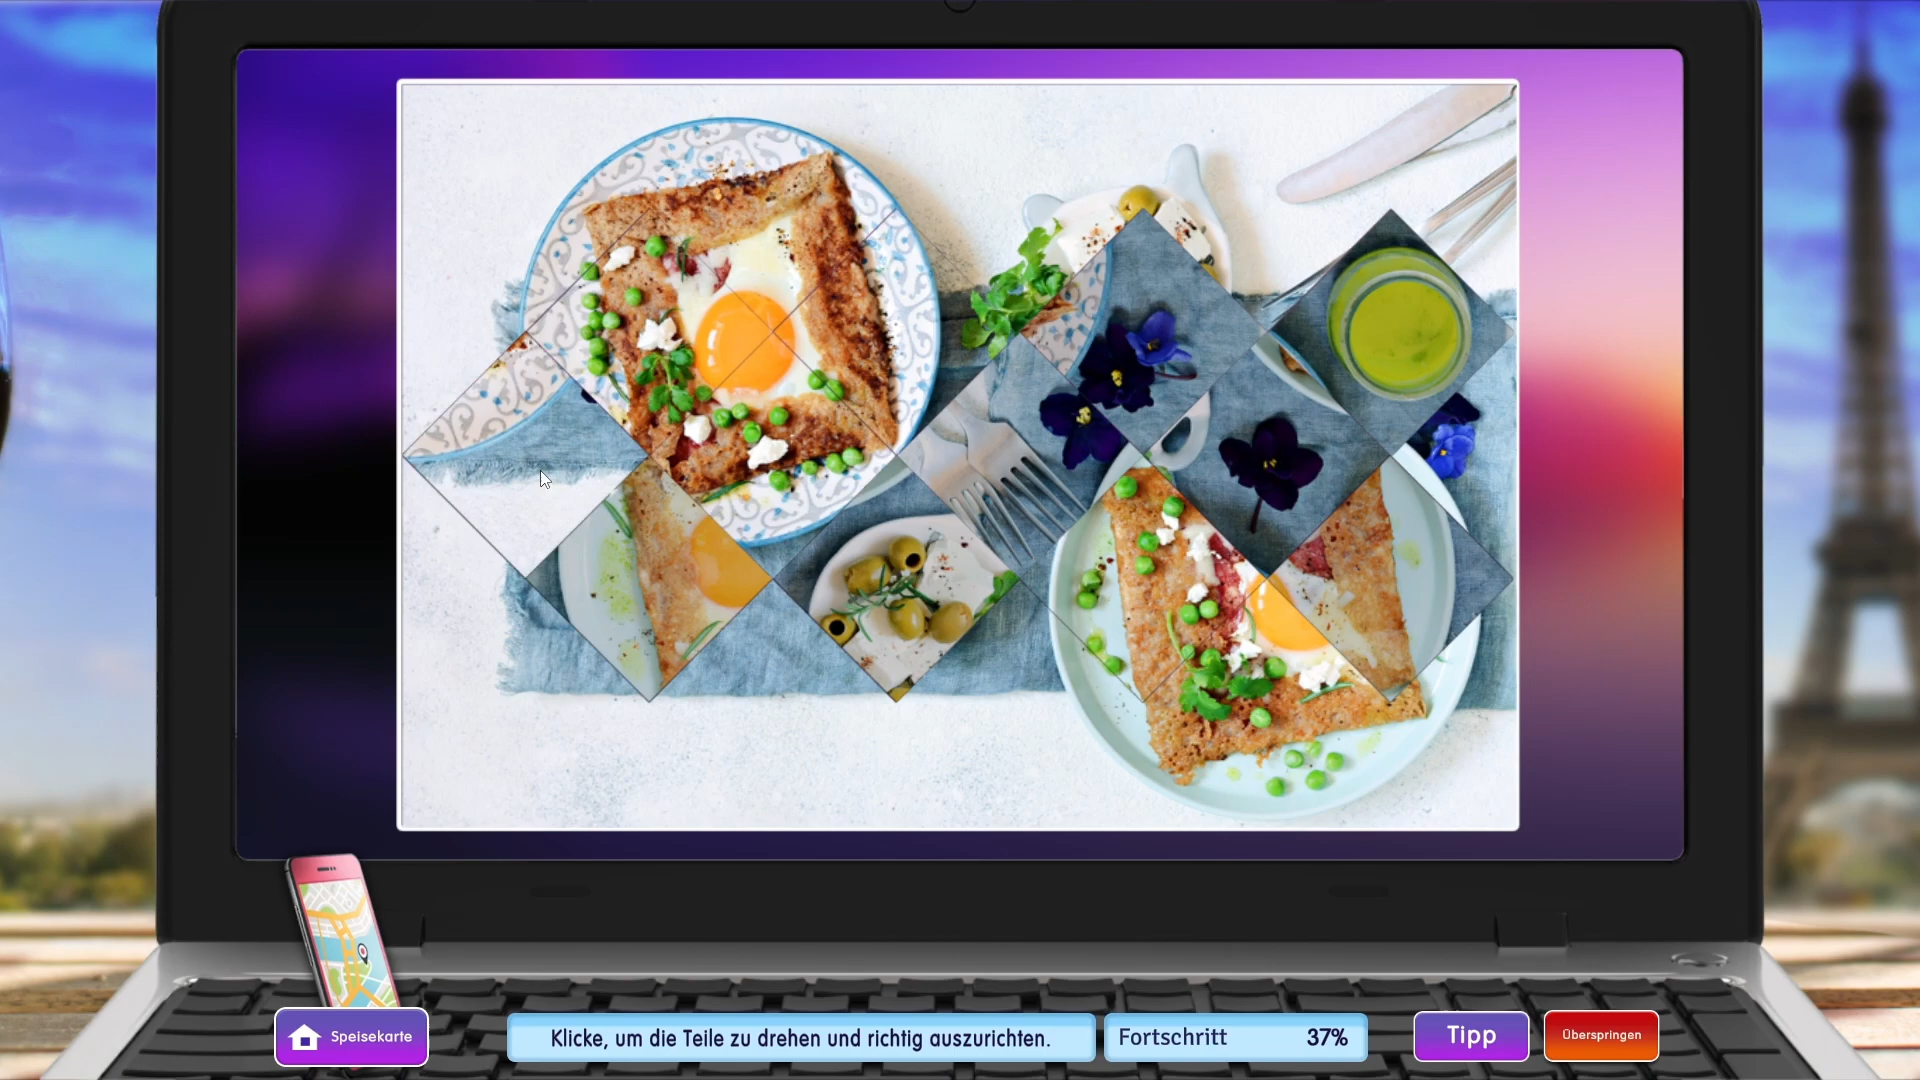 Speisekarte
Klicke, um die Teile zu drehen und richtig auszurichten.
Fortschritt 37%
Tipp
Überspringen